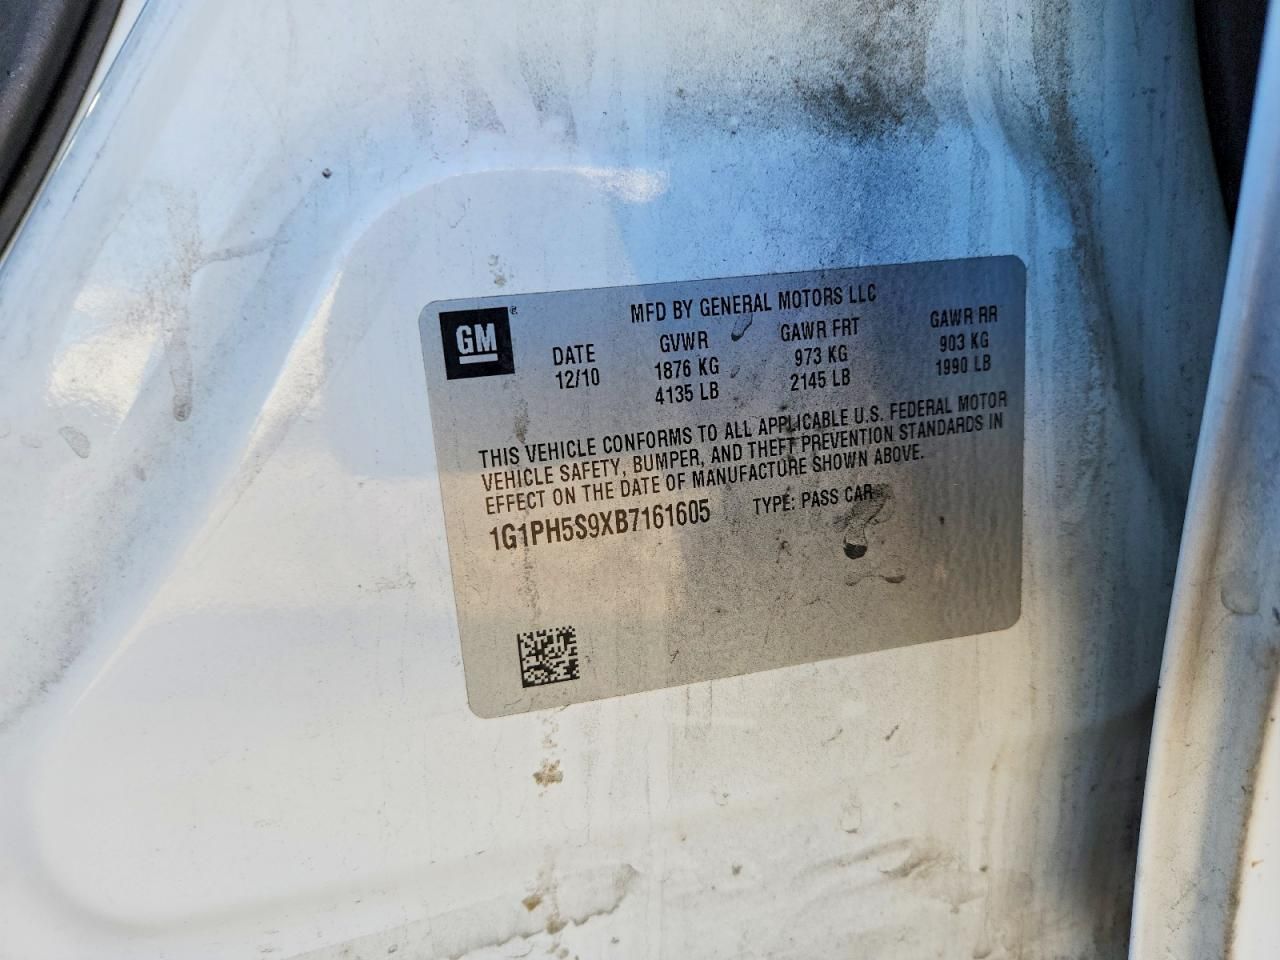 GM
MFD BY GENERAL MOTORS LLC
DATE GVWR GAWR FRT GAWR RR
12/10 1876 KG 973 KG 903 KG
4135 LB 2145 LB 1990 LB
THIS VEHICLE CONFORMS TO ALL APPLICABLE U.S. FEDERAL MOTOR
VEHICLE SAFETY, BUMPER, AND THEFT PREVENTION STANDARDS IN
EFFECT ON THE DATE OF MANUFACTURE SHOWN ABOVE.
1G1PH5S9XB7161605 TYPE: PASS CAR